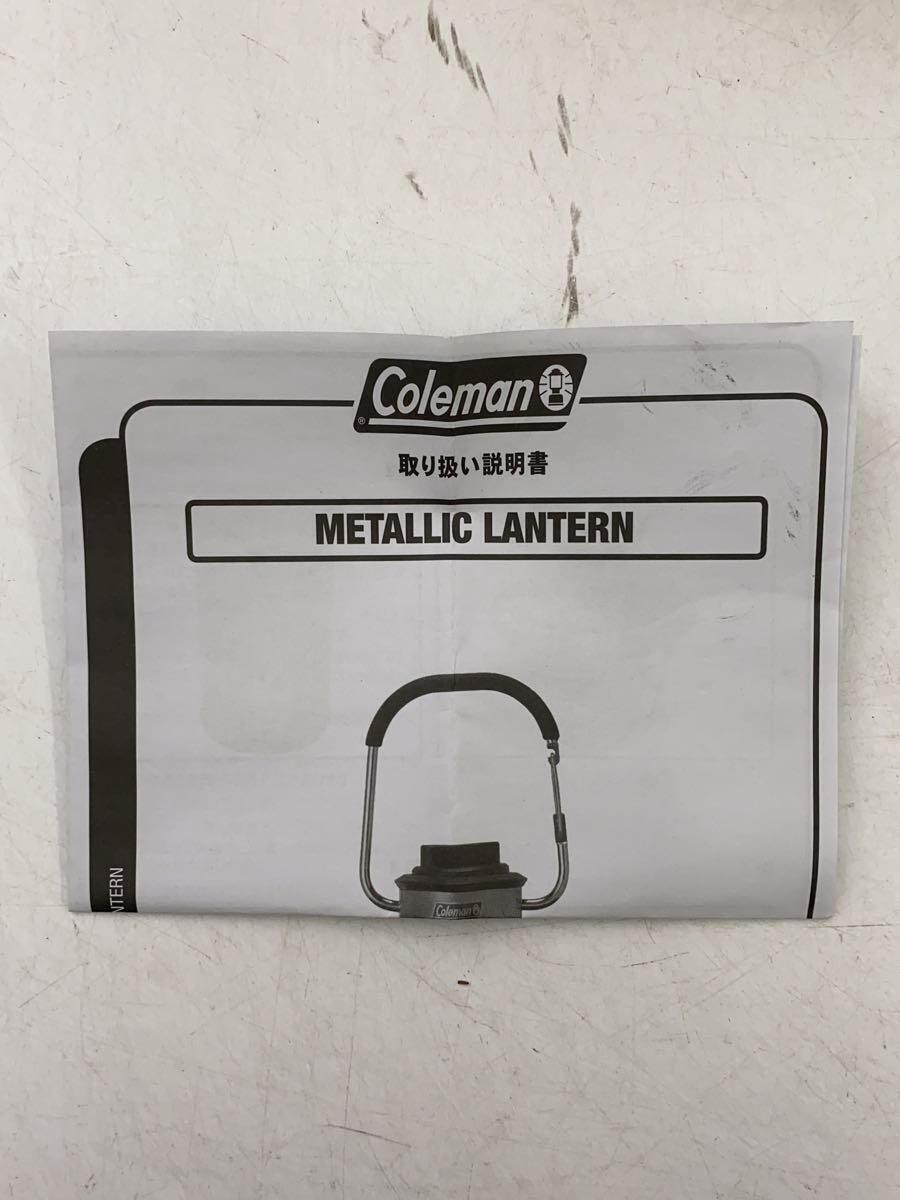 Coleman
®
取り扱い説明書
METALLIC LANTERN
Coleman
NTERN